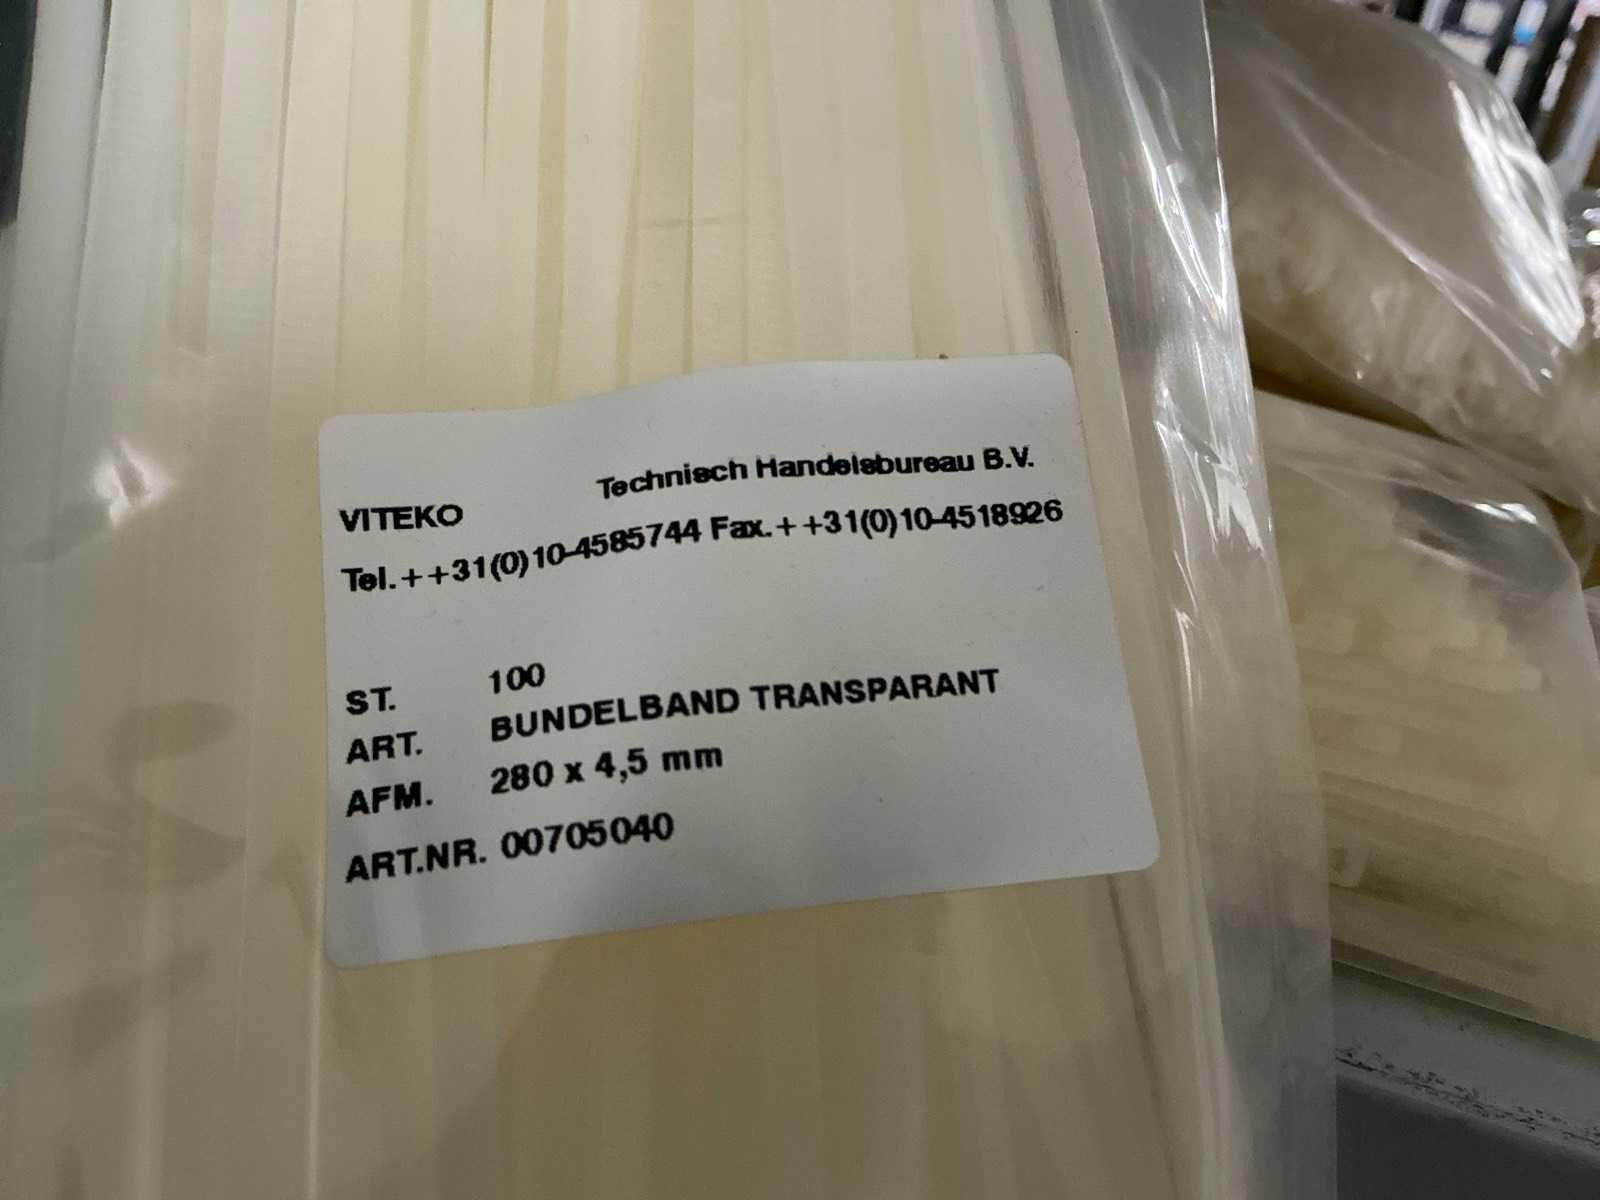 VITEKO Technisch Handelsbureau B.V.
Tel.++31(0)10-4585744 Fax.++31(0)10-4518926
ST. 100
ART. BUNDELBAND TRANSPARANT
AFM. 280 x 4,5 mm
ART.NR. 00705040